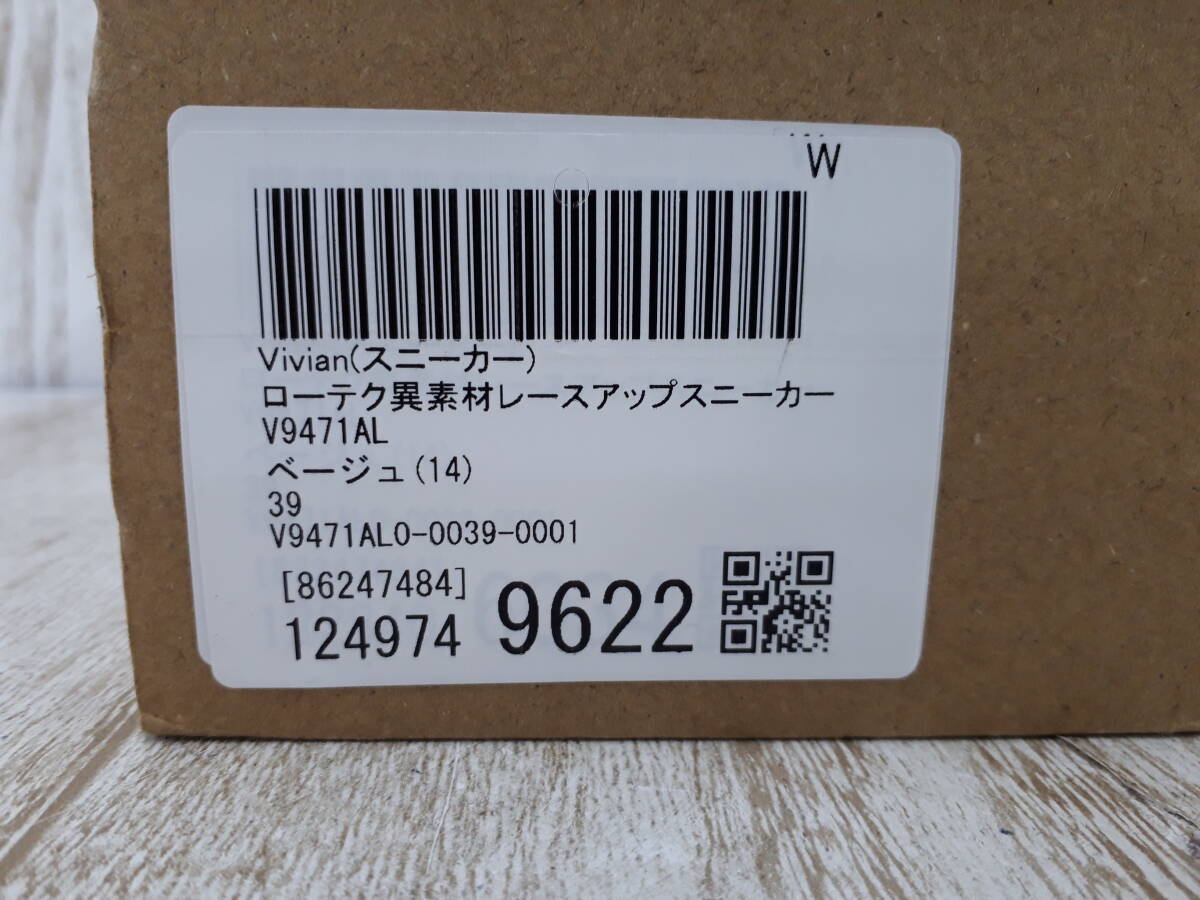 W
Vivian(スニーカー)
ローテク異素材レースアップスニーカー
V9471AL
ベージュ(14)
39
V9471AL0-0039-0001
[86247484]
124974 9622